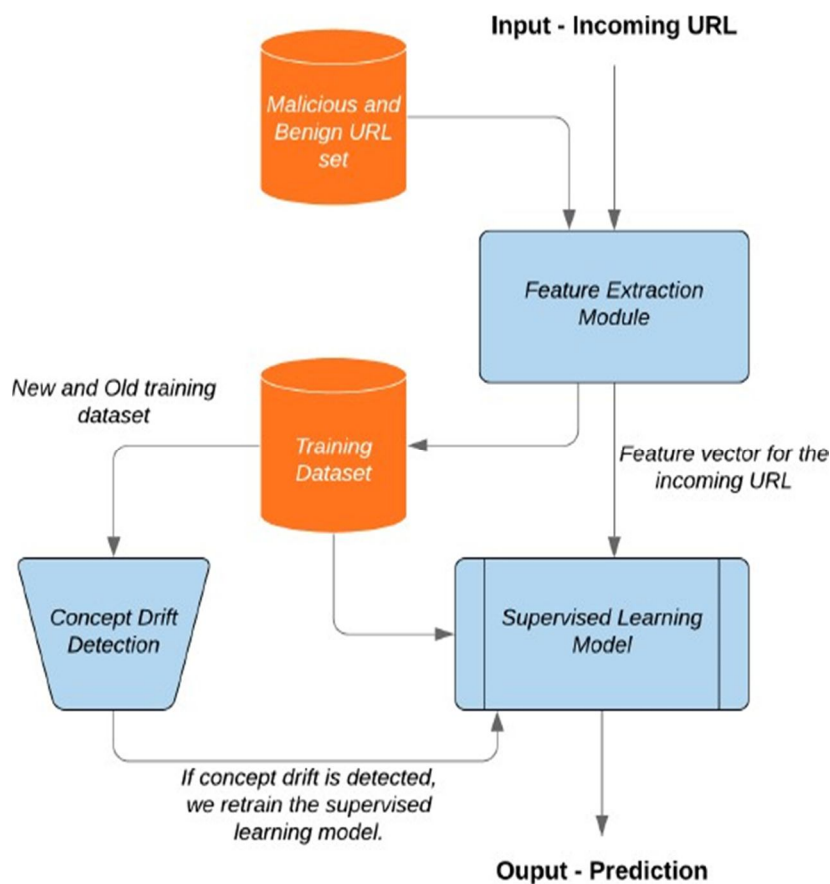 Input - Incoming URL
Malicious and
Benign URL
set
Feature Extraction
Module
New and Old training
dataset
Training
Dataset
Feature vector for the
incoming URL
Concept Drift
Detection
Supervised Learning
Model
If concept drift is detected,
we retrain the supervised
learning model.
Ouput - Prediction